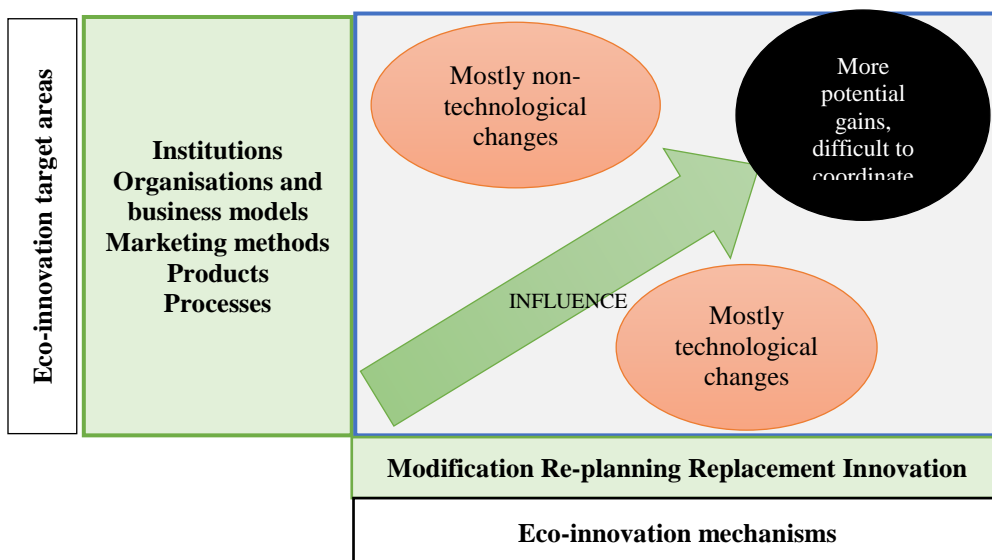 Eco-innovation target areas
Institutions
Organisations and
business models
Marketing methods
Products
Processes
Mostly non-
technological
changes
More
potential
gains,
difficult to
coordinate
INFLUENCE
Mostly
technological
changes
Modification Re-planning Replacement Innovation
Eco-innovation mechanisms